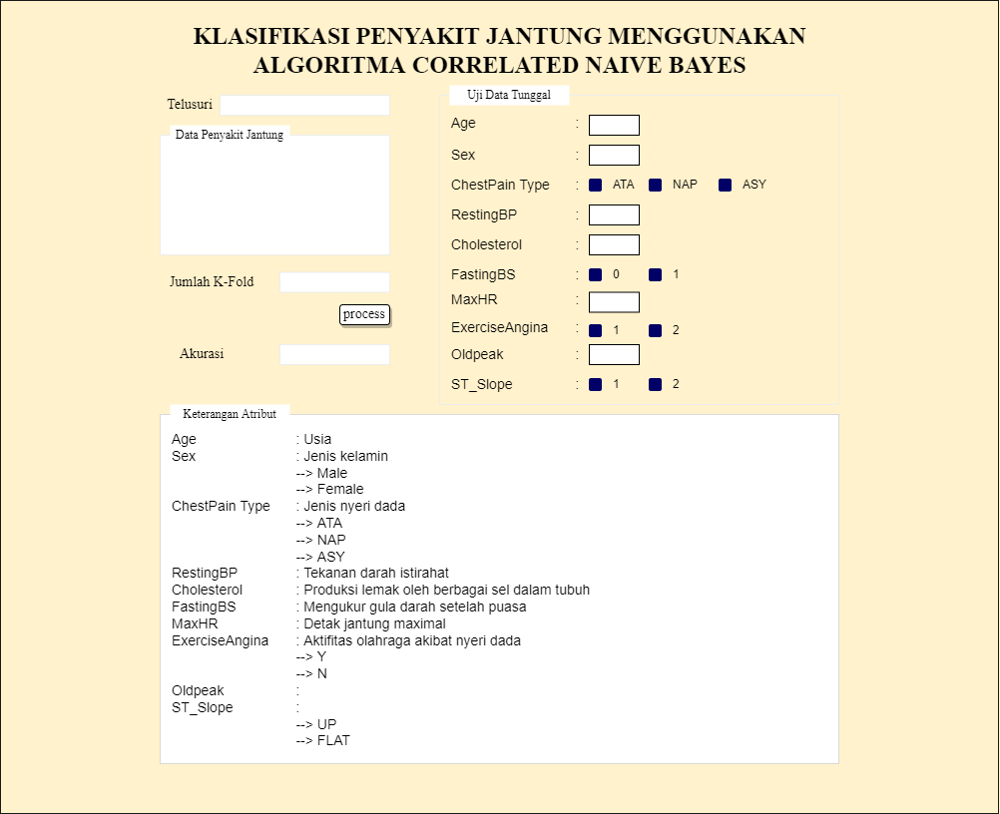 KLASIFIKASI PENYAKIT JANTUNG MENGGUNAKAN
ALGORITMA CORRELATED NAIVE BAYES
Telusuri
Data Penyakit Jantung
Jumlah K-Fold
process
Akurasi
Uji Data Tunggal
Age :
Sex :
ChestPain Type : ATA NAP ASY
RestingBP :
Cholesterol :
FastingBS : 0 1
MaxHR :
ExerciseAngina : 1 2
Oldpeak :
ST_Slope : 1 2
Keterangan Atribut
Age : Usia
Sex : Jenis kelamin
--> Male
--> Female
ChestPain Type : Jenis nyeri dada
--> ATA
--> NAP
--> ASY
RestingBP : Tekanan darah istirahat
Cholesterol : Produksi lemak oleh berbagai sel dalam tubuh
FastingBS : Mengukur gula darah setelah puasa
MaxHR : Detak jantung maximal
ExerciseAngina : Aktifitas olahraga akibat nyeri dada
--> Y
--> N
Oldpeak :
ST_Slope :
--> UP
--> FLAT